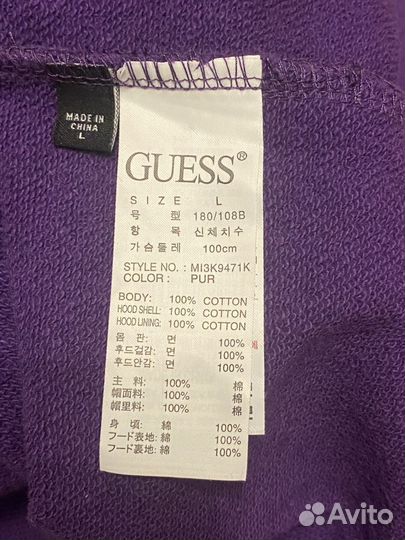 MADE IN
CHINA
L
GUESS®
SIZE L
号 型 180/108B
항 목 신체치수
가슴둘레 100cm
STYLE NO. : MI3K9471K
COLOR : PUR
BODY: 100% COTTON
HOOD SHELL: 100% COTTON
HOOD LINING: 100% COTTON
몸 판: 면 100%
후드겉감: 면 100%
후드안감: 면 100%
主 料: 100% 棉
帽面料: 100% 棉
帽里料: 100% 棉
身 頃: 綿 100%
フード表地: 綿 100%
フード裏地: 綿 100%
Avito